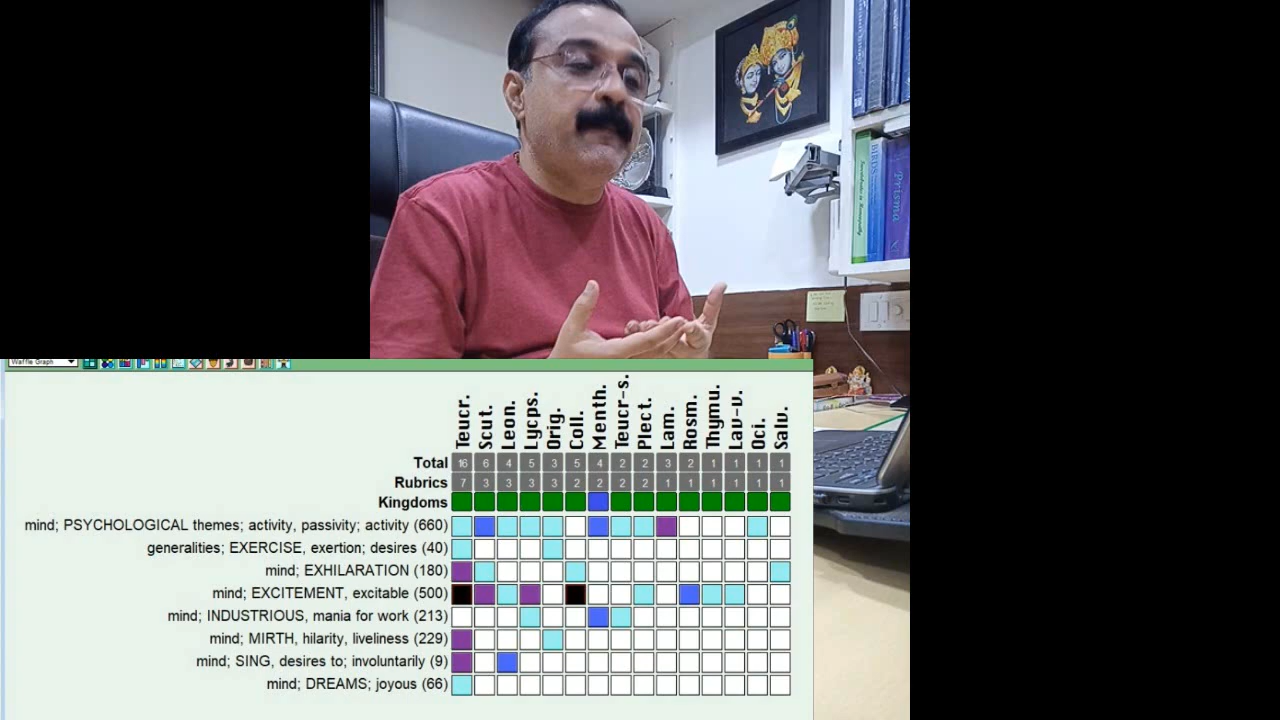 BIRDS
Prisma
Waffle Graph
Teucr. Scut. Leon. Lycps. Orig. Coll. Menth. Teucr-s. Plect. Lam. Rosm. Thymu. Lav-v. Oci. Salv.
Total 16 6 4 5 3 5 4 2 2 3 2 1 1 1 1
Rubrics 7 3 3 3 3 2 2 2 2 1 1 1 1 1 1
Kingdoms
mind; PSYCHOLOGICAL themes; activity, passivity; activity (660)
generalities; EXERCISE, exertion; desires (40)
mind; EXHILARATION (180)
mind; EXCITEMENT, excitable (500)
mind; INDUSTRIOUS, mania for work (213)
mind; MIRTH, hilarity, liveliness (229)
mind; SING, desires to; involuntarily (9)
mind; DREAMS; joyous (66)